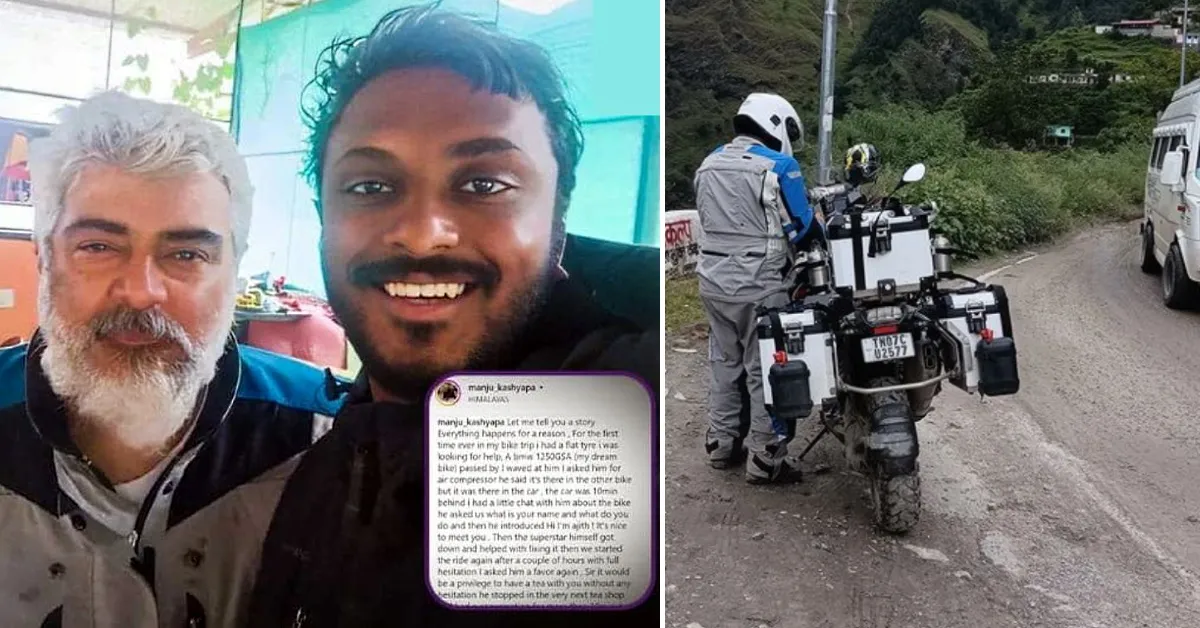 manju_kashyapa •
HIMALAYAS
manju_kashyapa Let me tell you a story
Everything happens for a reason , For the first
time ever in my bike trip i had a flat tyre i was
looking for help, A bmw 1250GSA (my dream
bike) passed by I waved at him I asked him for
air compressor he said it's there in the other bike
but it was there in the car , the car was 10min
behind i had a little chat with him about the bike
he asked us what is your name and what do you
do and then he introduced Hi I'm ajith ! It's nice
to meet you . Then the superstar himself got
down and helped with fixing it then we started
the ride again after a couple of hours with full
hesitation I asked him a favor again , Sir it would
be a privilege to have a tea with you without any
hesitation he stopped in the very next tea shop
TN07C
U2577
कल्प